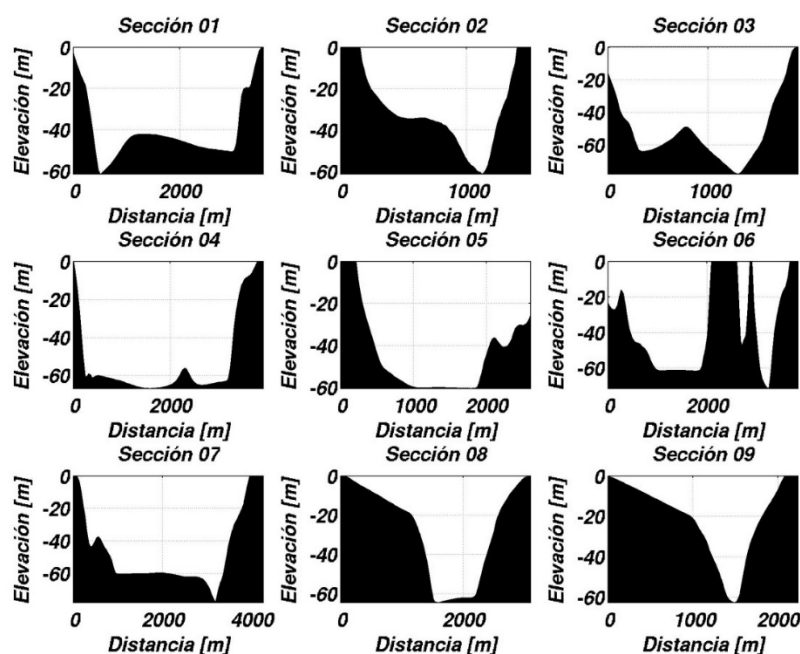 Sección 01
Elevación [m]
0
-20
-40
-60
0
2000
Distancia [m]
Sección 02
Elevación [m]
0
-20
-40
-60
0
1000
Distancia [m]
Sección 03
Elevación [m]
0
-20
-40
-60
0
1000
Distancia [m]
Sección 04
Elevación [m]
0
-20
-40
-60
0
2000
Distancia [m]
Sección 05
Elevación [m]
0
-20
-40
-60
0
1000
2000
Distancia [m]
Sección 06
Elevación [m]
0
-20
-40
-60
0
2000
Distancia [m]
Sección 07
Elevación [m]
0
-20
-40
-60
0
2000
4000
Distancia [m]
Sección 08
Elevación [m]
0
-20
-40
-60
0
2000
Distancia [m]
Sección 09
Elevación [m]
0
-20
-40
-60
0
1000
2000
Distancia [m]